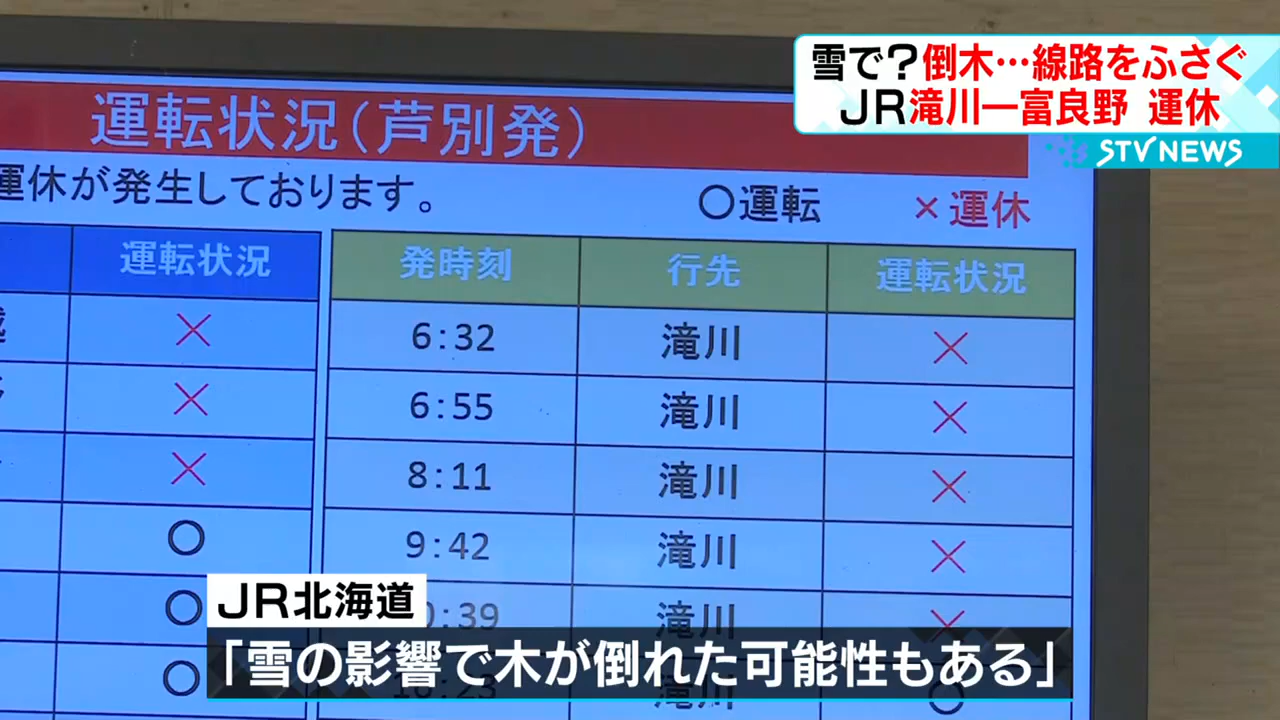 雪で?倒木…線路をふさぐ
JR滝川ー富良野 運休
STV NEWS
運転状況(芦別発)
運休が発生しております。
〇運転 ×運休
運転状況 発時刻 行先 運転状況
× 6:32 滝川 ×
× 6:55 滝川 ×
× 8:11 滝川 ×
〇 9:42 滝川 ×
〇 :39 滝川 ×
〇 滝川 〇
JR北海道
「雪の影響で木が倒れた可能性もある」